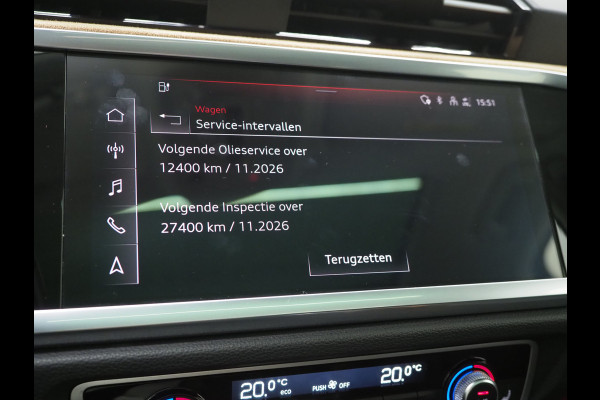 15:51
Wagen
Service-intervallen
Volgende Olieservice over
12400 km / 11.2026
Volgende Inspectie over
27400 km / 11.2026
Terugzetten
20.0°C
eco
PUSH OFF
20.0°C